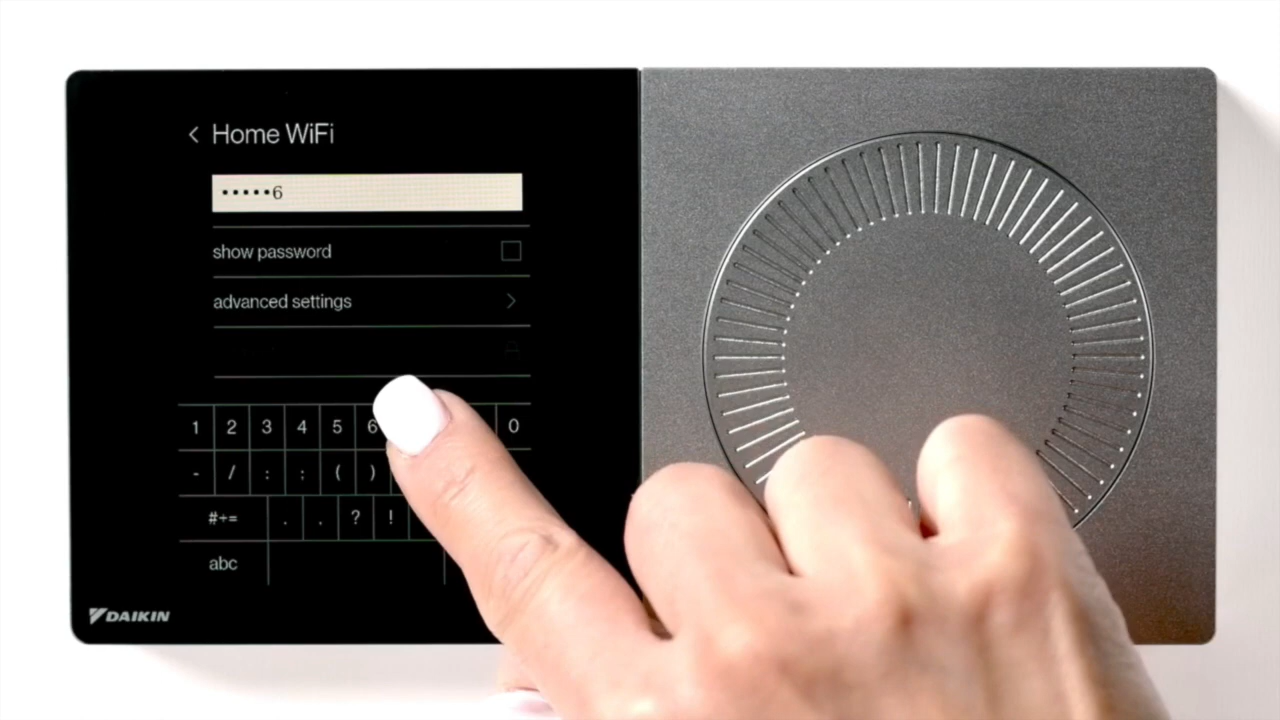 < Home WiFi
•••••6
show password
advanced settings >
1 2 3 4 5 6 0
- / : ; ( )
#+= . , ? !
abc
DAIKIN